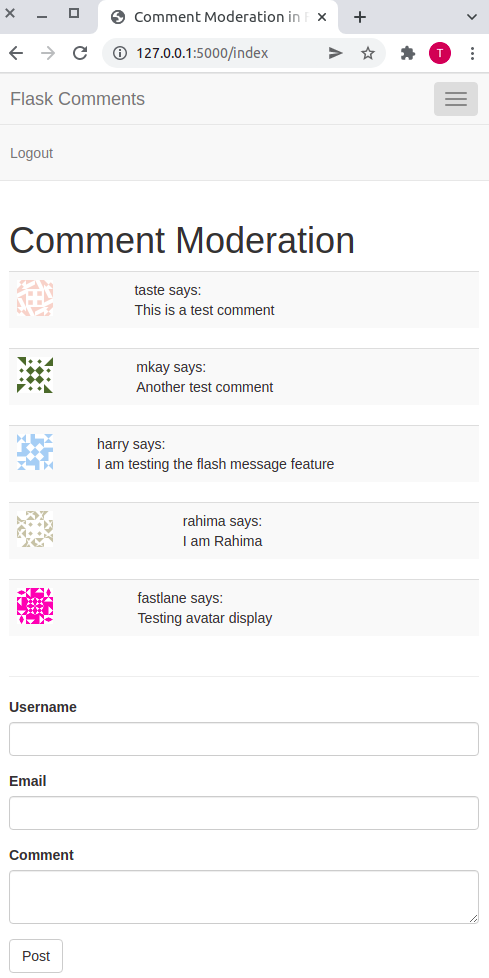 Comment Moderation in
127.0.0.1:5000/index
T
Flask Comments
Logout
Comment Moderation
taste says:
This is a test comment
mkay says:
Another test comment
harry says:
I am testing the flash message feature
rahima says:
I am Rahima
fastlane says:
Testing avatar display
Username
Email
Comment
Post